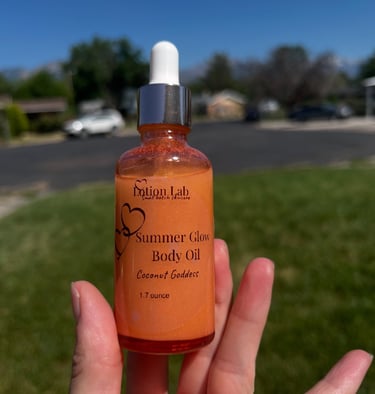 Lotion Lab
Small Batch Skincare
Summer Glow
Body Oil
Coconut Goddess
1.7 ounce